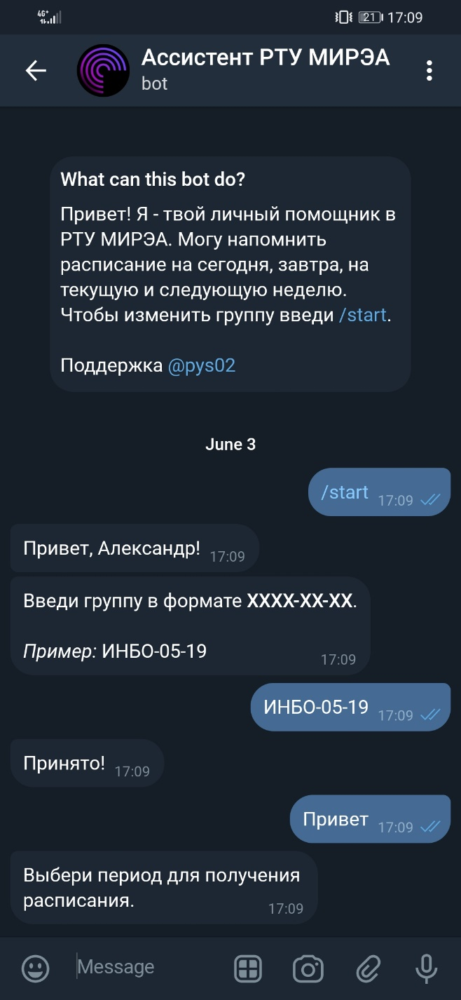 4G+
21 17:09
Ассистент РТУ МИРЭА
bot
What can this bot do?
Привет! Я - твой личный помощник в
РТУ МИРЭА. Могу напомнить
расписание на сегодня, завтра, на
текущую и следующую неделю.
Чтобы изменить группу введи /start.
Поддержка @pys02
June 3
/start 17:09
Привет, Александр! 17:09
Введи группу в формате XXXX-XX-XX.
Пример: ИНБО-05-19 17:09
ИНБО-05-19 17:09
Принято! 17:09
Привет 17:09
Выбери период для получения
расписания. 17:09
Message